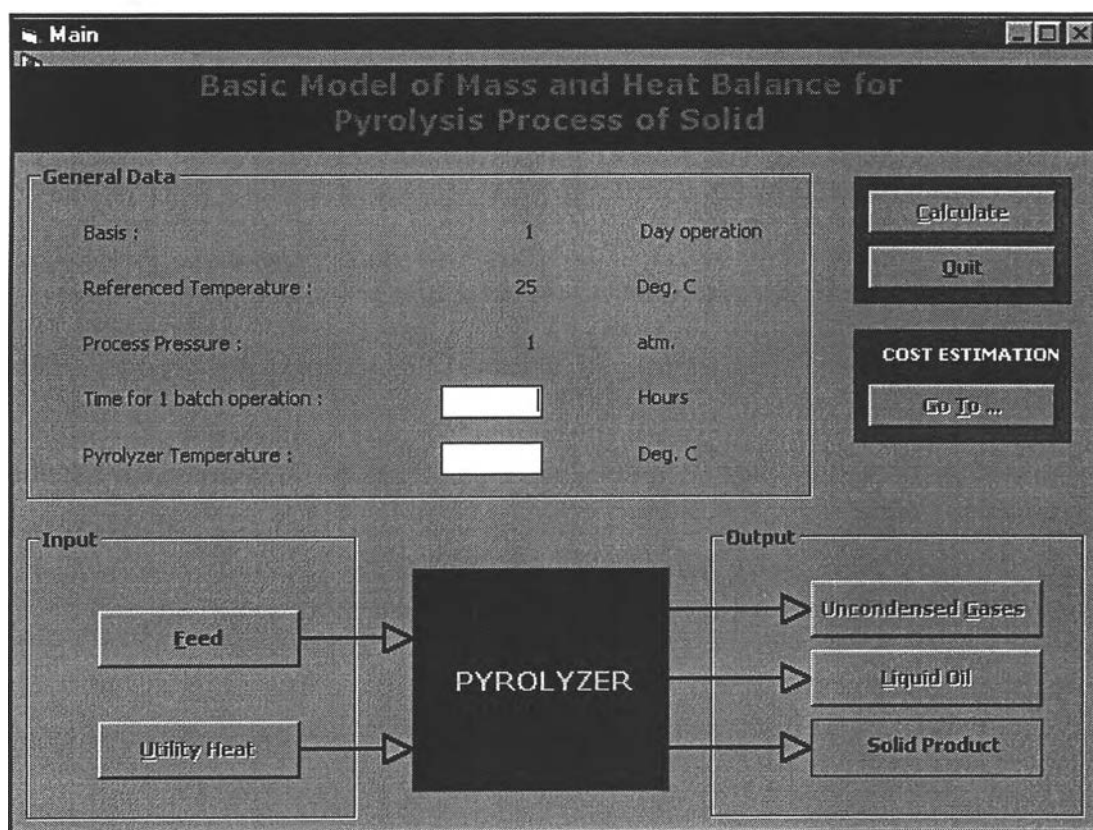 Main
Basic Model of Mass and Heat Balance for
Pyrolysis Process of Solid
General Data
Basis : 1 Day operation
Referenced Temperature : 25 Deg. C
Process Pressure : 1 atm.
Time for 1 batch operation : Hours
Pyrolyzer Temperature : Deg. C
Calculate
Quit
COST ESTIMATION
Go To ...
Input
Feed
Utility Heat
PYROLYZER
Output
Uncondensed Gases
Liquid Oil
Solid Product